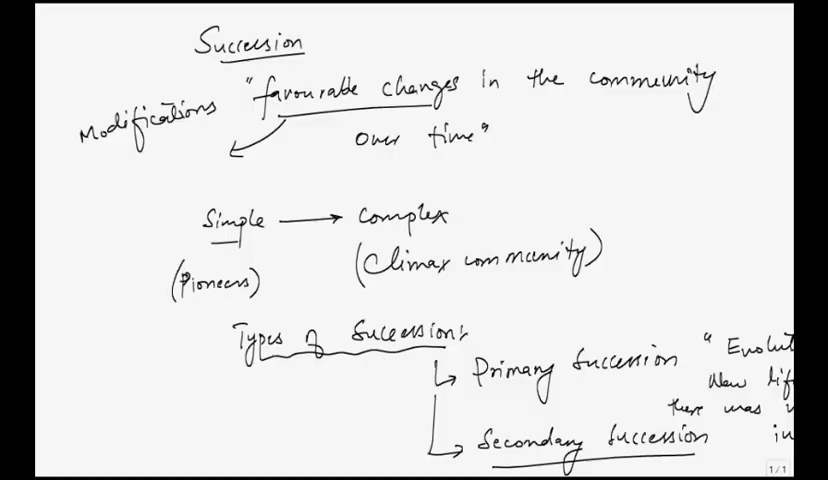 Succession
Modifications "favourable changes in the community
over time"
Simple → Complex
(Pioneers) (Climax community)
Types of Succession:
Primary Succession "Evolut
New lif
there was
Secondary Succession in
1/1